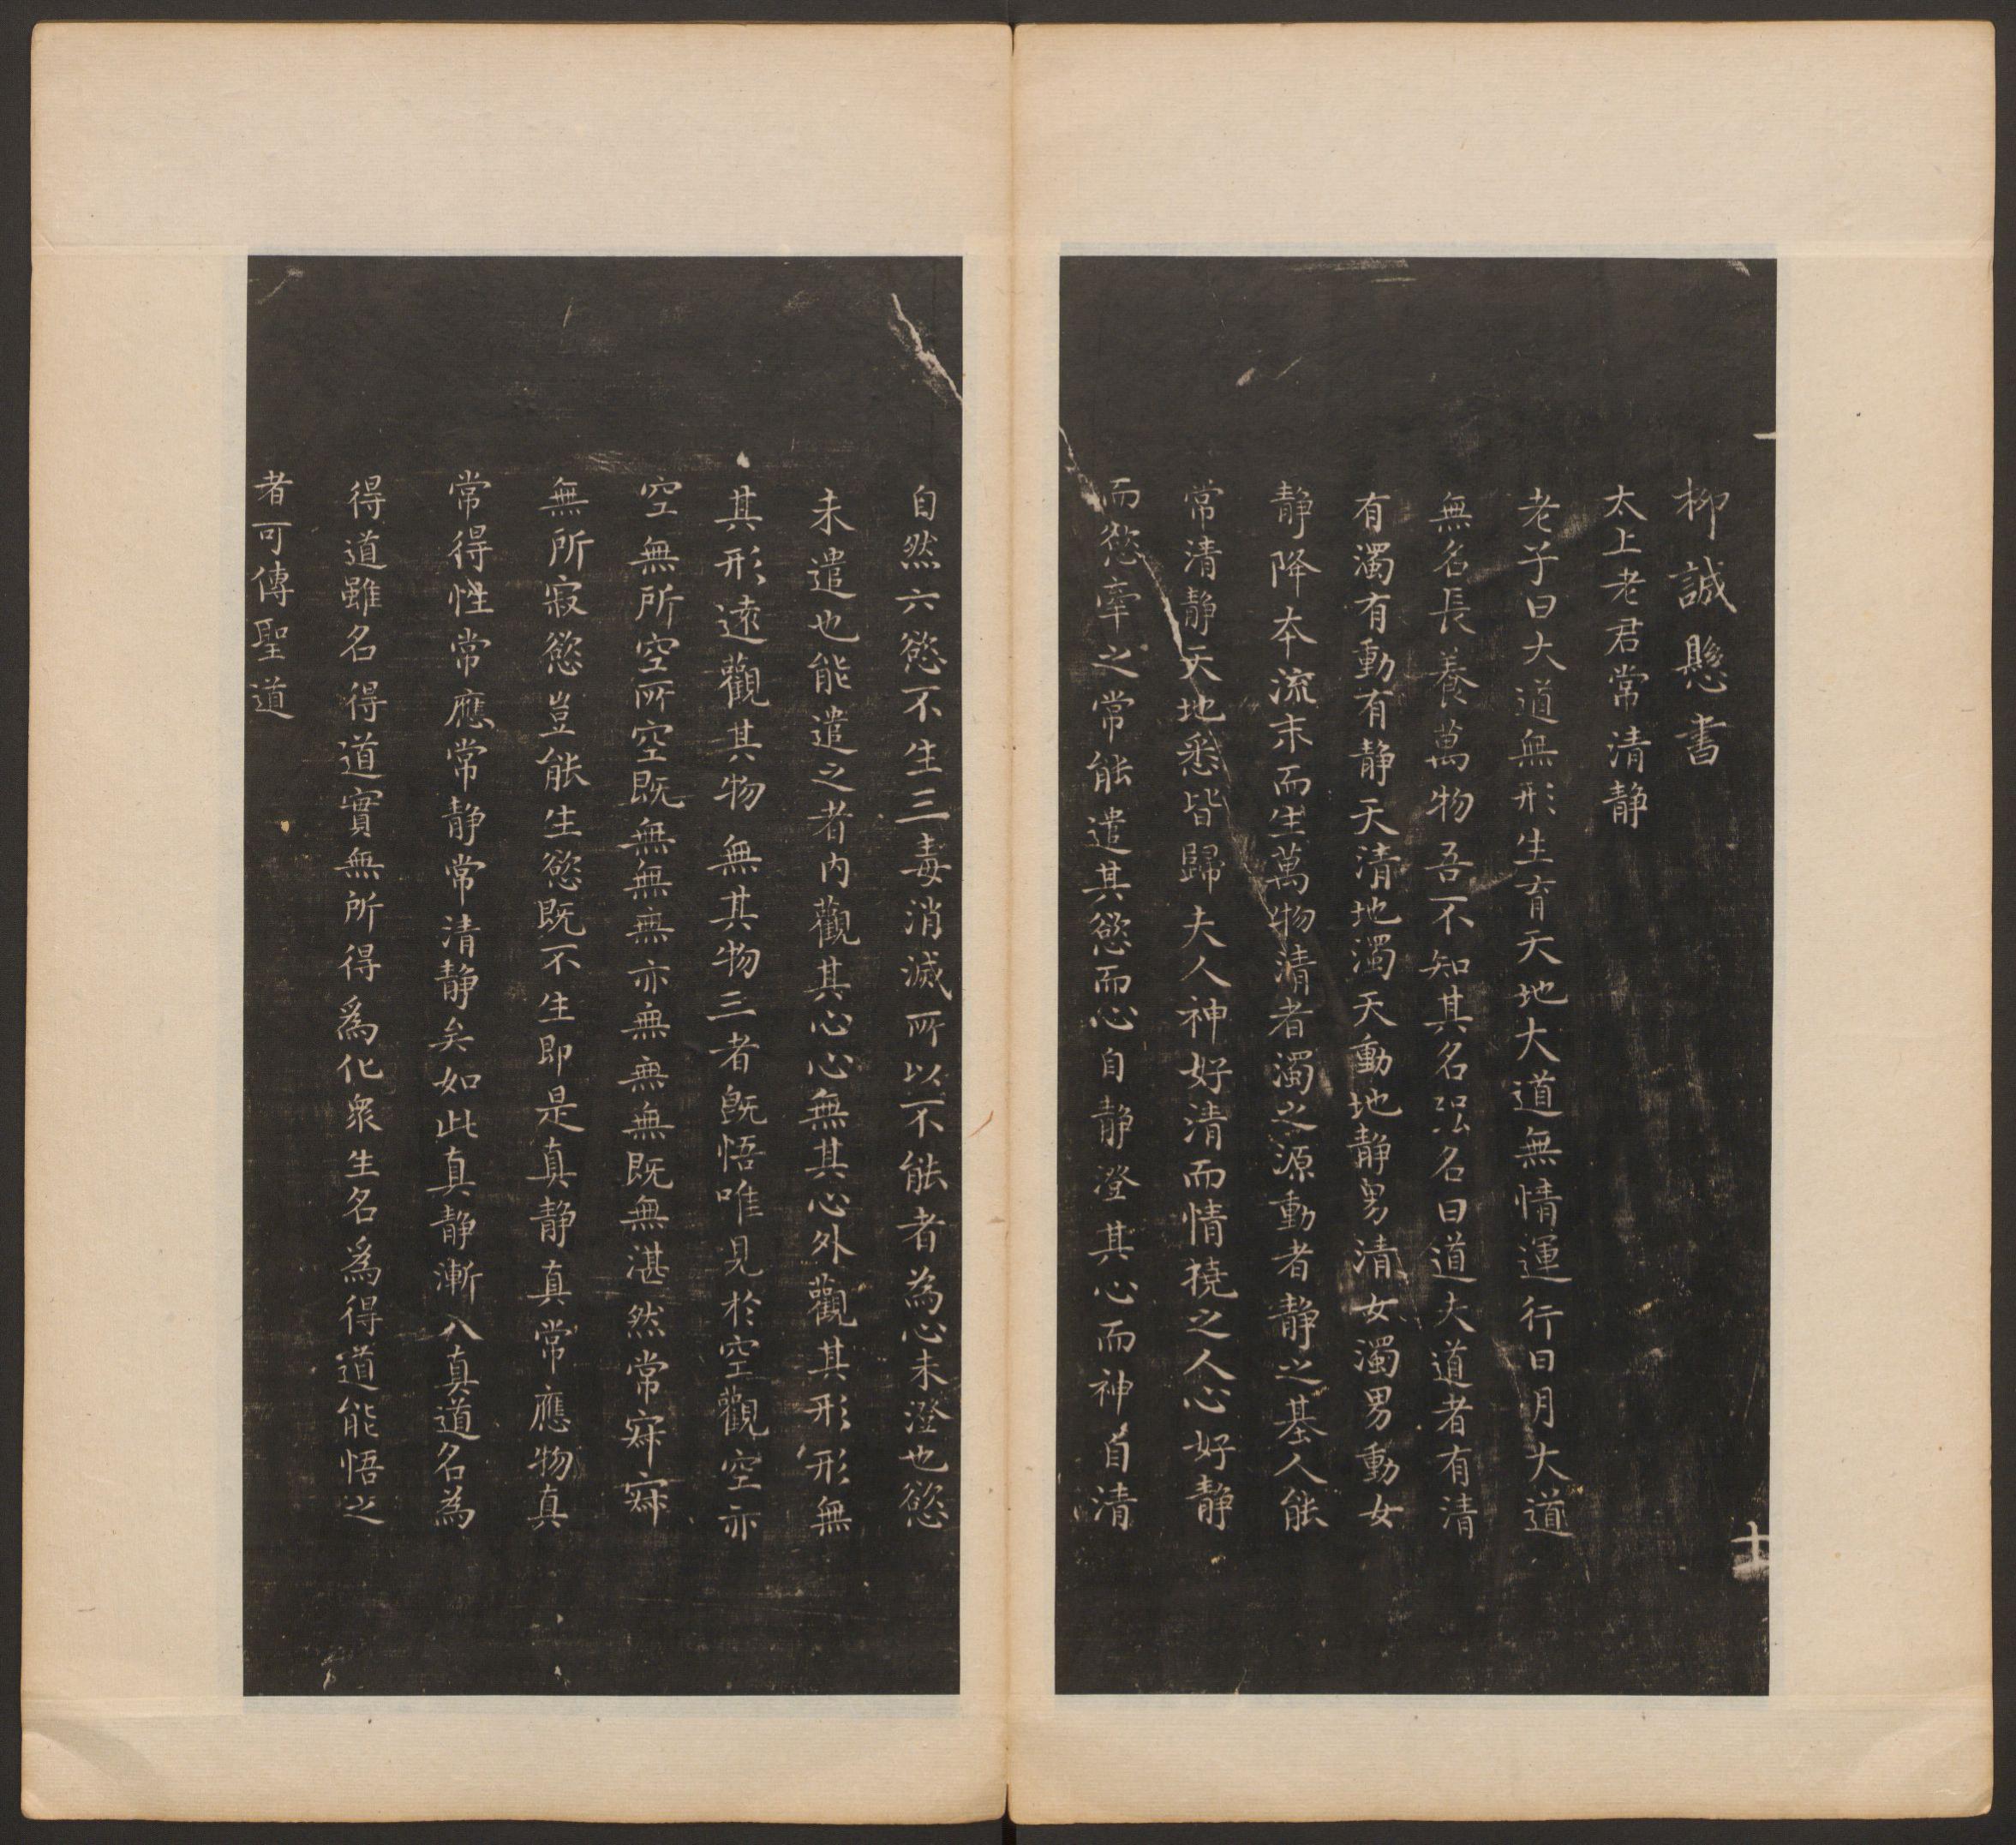 柳誠懸書
太上老君常清静
老子曰大道無形生育天地大道無情運行日月大道
無名長養萬物吾不知其名强名曰道夫道者有清
有濁有動有静天清地濁天動地静男清女濁男動女
静降本流末而生萬物清者濁之源動者静之基人能
常清静天地悉皆歸夫人神好清而情撓之人心好静
而慾牽之常能遣其慾而心自静澄其心而神自清
自然六慾不生三毒消滅所以不能者為心未澄也慾
未遣也能遣之者内觀其心心無其心外觀其形形無
其形遠觀其物無其物三者既悟唯見於空觀空亦
空無所空所空既無無無亦無無無既無湛然常寂寂
無所寂慾豈能生慾既不生即是真静真常應物真
常得性常應常静常清静矣如此真静漸入真道名為
得道雖名得道實無所得為化衆生名為得道能悟之
者可傳聖道